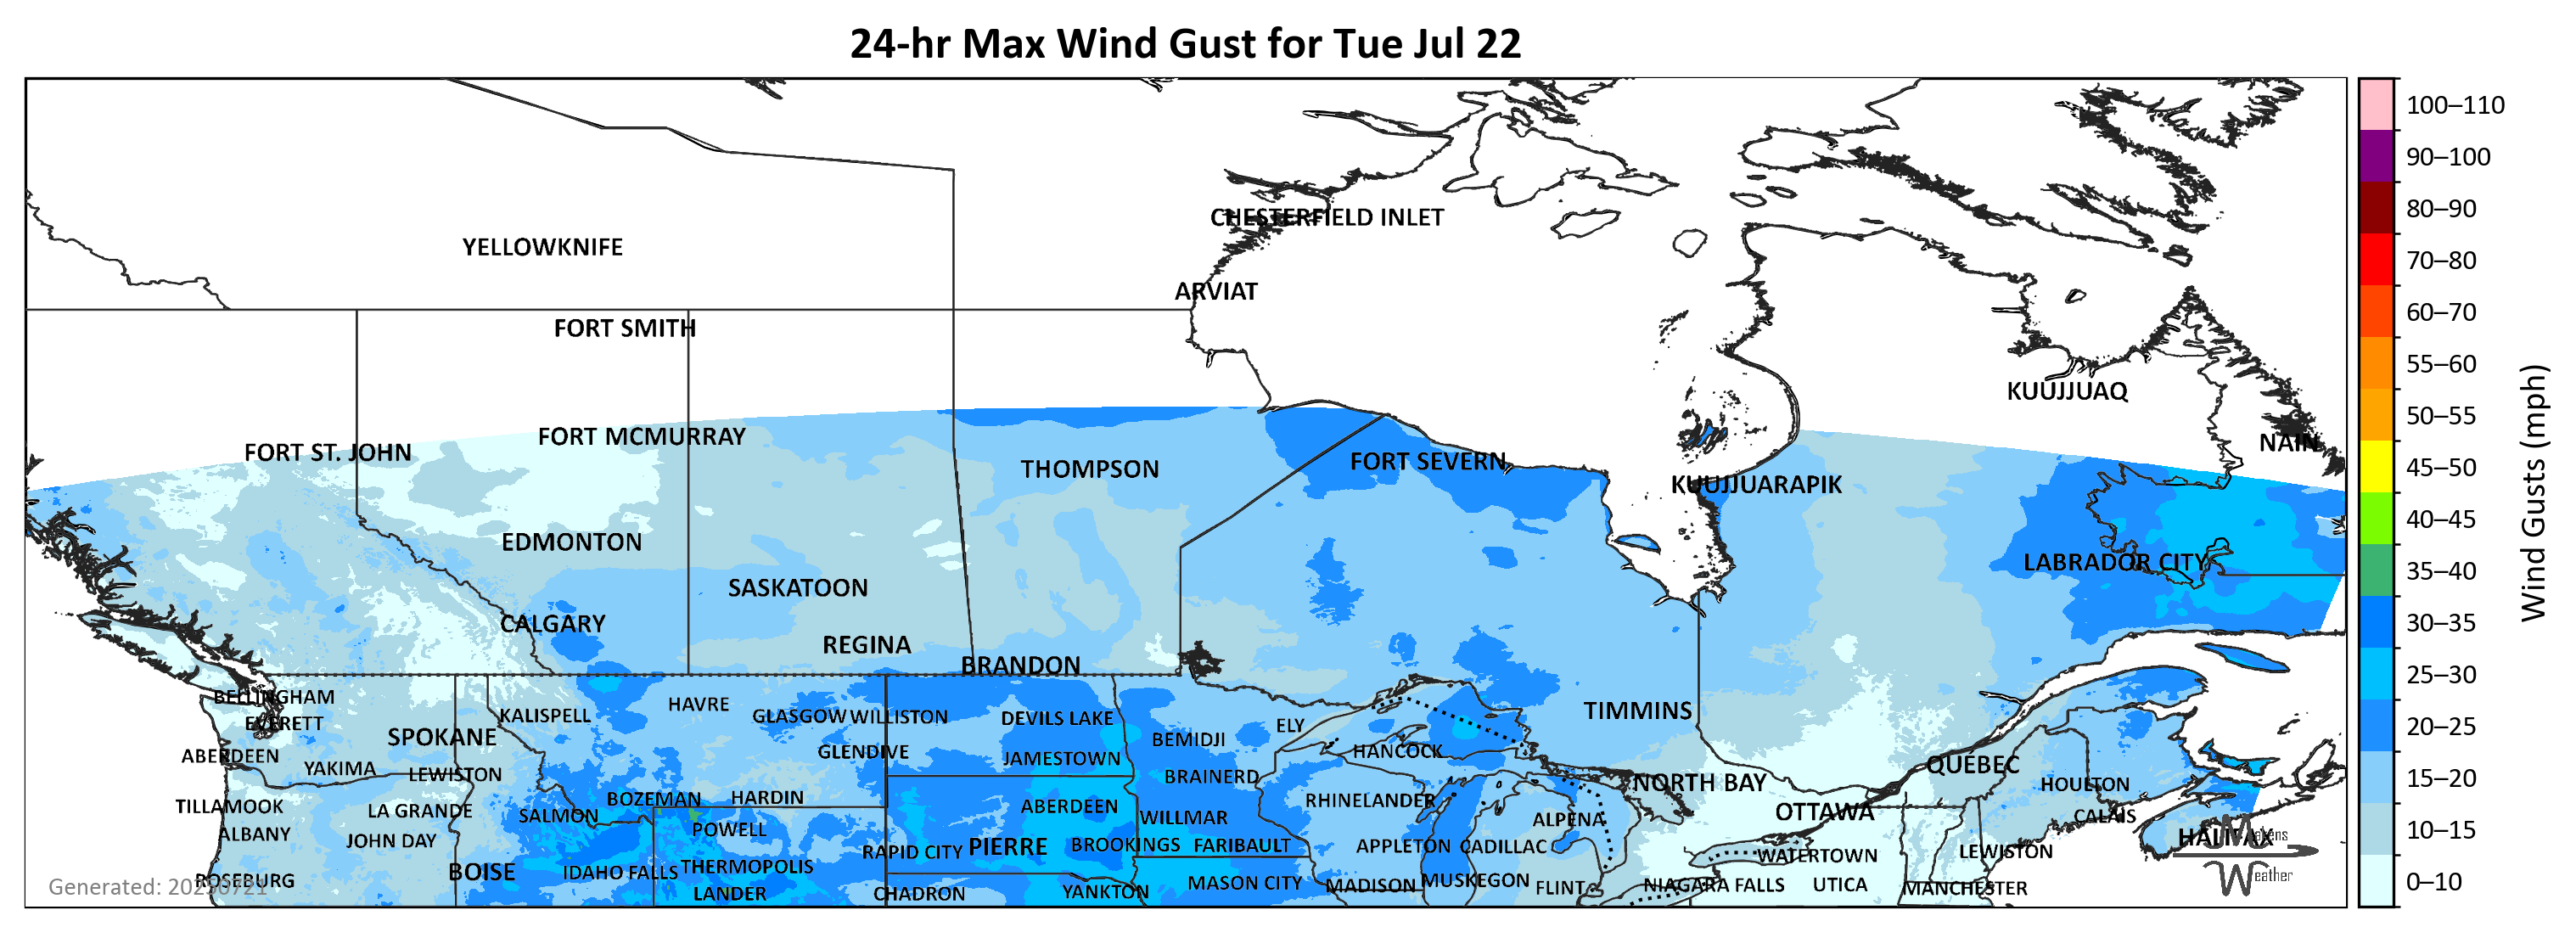 24-hr Max Wind Gust for Tue Jul 22
100–110
90–100
80–90
70–80
60–70
55–60
50–55
45–50
40–45
35–40
30–35
25–30
20–25
15–20
10–15
0–10
Wind Gusts (mph)
CHESTERFIELD INLET
YELLOWKNIFE
ARVIAT
FORT SMITH
KUUJJUAQ
FORT MCMURRAY
NAIN
FORT ST. JOHN
FORT SEVERN
THOMPSON
KUUJJUARAPIK
EDMONTON
LABRADOR CITY
SASKATOON
CALGARY
REGINA
BRANDON
BELLINGHAM
HAVRE
TIMMINS
KALISPELL
GLASGOW
WILLISTON
DEVILS LAKE
EVERETT
ELY
SPOKANE
BEMIDJI
HANCOCK
ABERDEEN
GLENDIVE
JAMESTOWN
QUÉBEC
YAKIMA
LEWISTON
BRAINERD
NORTH BAY
HOULTON
BOZEMAN
HARDIN
RHINELANDER
TILLAMOOK
LA GRANDE
ABERDEEN
SALMON
WILLMAR
OTTAWA
CALAIS
ALPENA
ALBANY
POWELL
HALIFAX
Makens
JOHN DAY
PIERRE
BROOKINGS
FARIBAULT
APPLETON
CADILLAC
RAPID CITY
WATERTOWN
LEWISTON
THERMOPOLIS
BOISE
IDAHO FALLS
Weather
ROSEBURG
MASON CITY
MADISON
MUSKEGON
FLINT
NIAGARA FALLS
UTICA
MANCHESTER
LANDER
CHADRON
YANKTON
Generated: 20250721